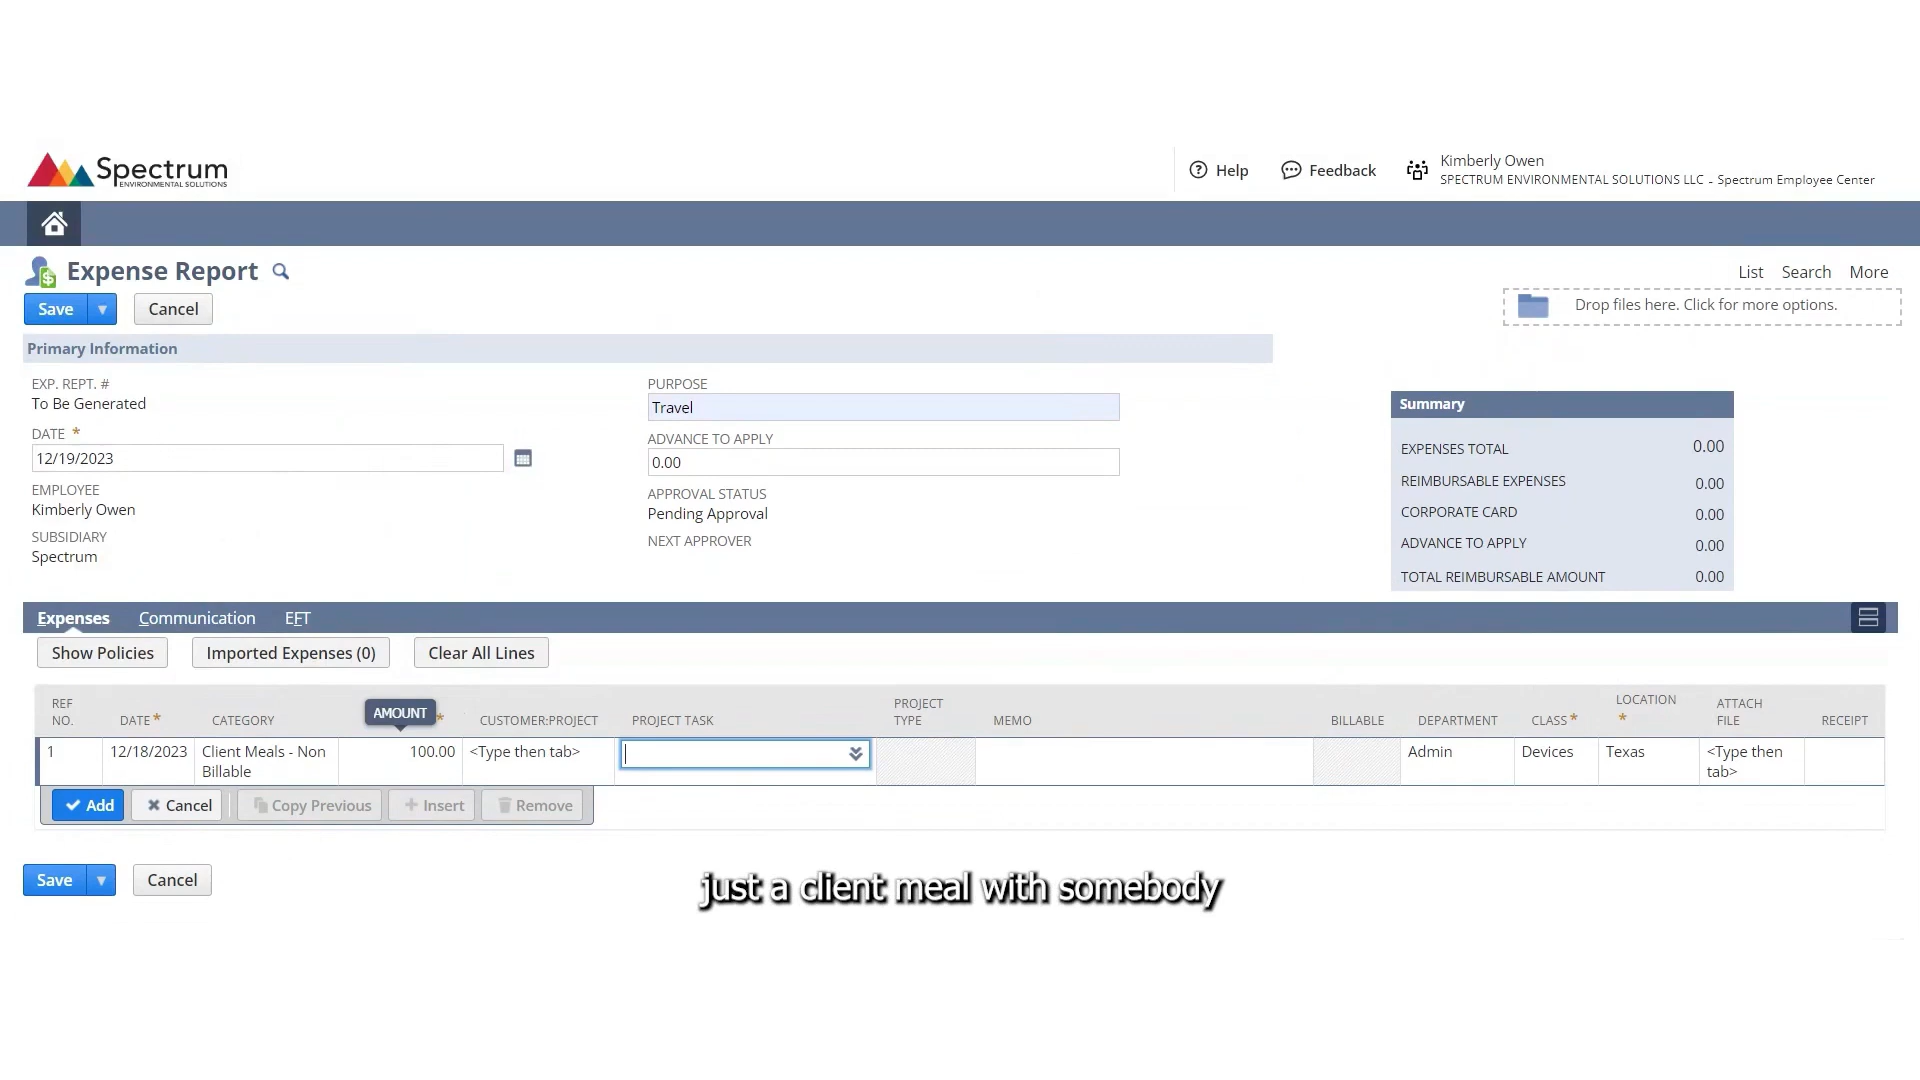 Spectrum
ENVIRONMENTAL SOLUTIONS
Help
Feedback
Kimberly Owen
SPECTRUM ENVIRONMENTAL SOLUTIONS LLC - Spectrum Employee Center
Expense Report
List Search More
Save
Cancel
Drop files here. Click for more options.
Primary Information
EXP. REPT. #
To Be Generated
DATE *
12/19/2023
EMPLOYEE
Kimberly Owen
SUBSIDIARY
Spectrum
PURPOSE
Travel
ADVANCE TO APPLY
0.00
APPROVAL STATUS
Pending Approval
NEXT APPROVER
Summary
EXPENSES TOTAL 0.00
REIMBURSABLE EXPENSES 0.00
CORPORATE CARD 0.00
ADVANCE TO APPLY 0.00
TOTAL REIMBURSABLE AMOUNT 0.00
Expenses Communication EFT
Show Policies Imported Expenses (0) Clear All Lines
REF NO. DATE * CATEGORY AMOUNT * CUSTOMER:PROJECT PROJECT TASK PROJECT TYPE MEMO BILLABLE DEPARTMENT CLASS * LOCATION * ATTACH FILE RECEIPT
1 12/18/2023 Client Meals - Non Billable 100.00 <Type then tab> Admin Devices Texas <Type then tab>
Add Cancel Copy Previous Insert Remove
Save Cancel
just a client meal with somebody